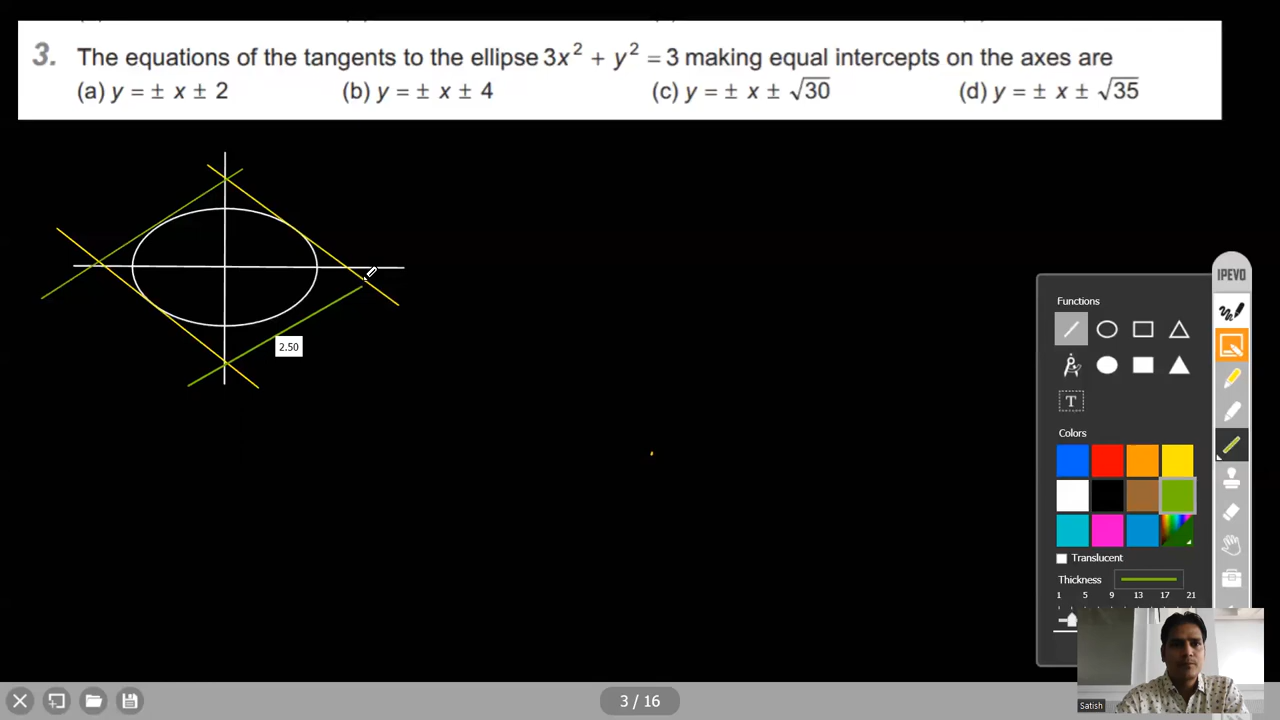 3. The equations of the tangents to the ellipse 3x² + y² = 3 making equal intercepts on the axes are
(a) y = ± x ± 2 (b) y = ± x ± 4 (c) y = ± x ± √30 (d) y = ± x ± √35
IPEVO
Functions
T
2.50
Colors
Translucent
Thickness
1 5 9 13 17 21
Satish
3 / 16